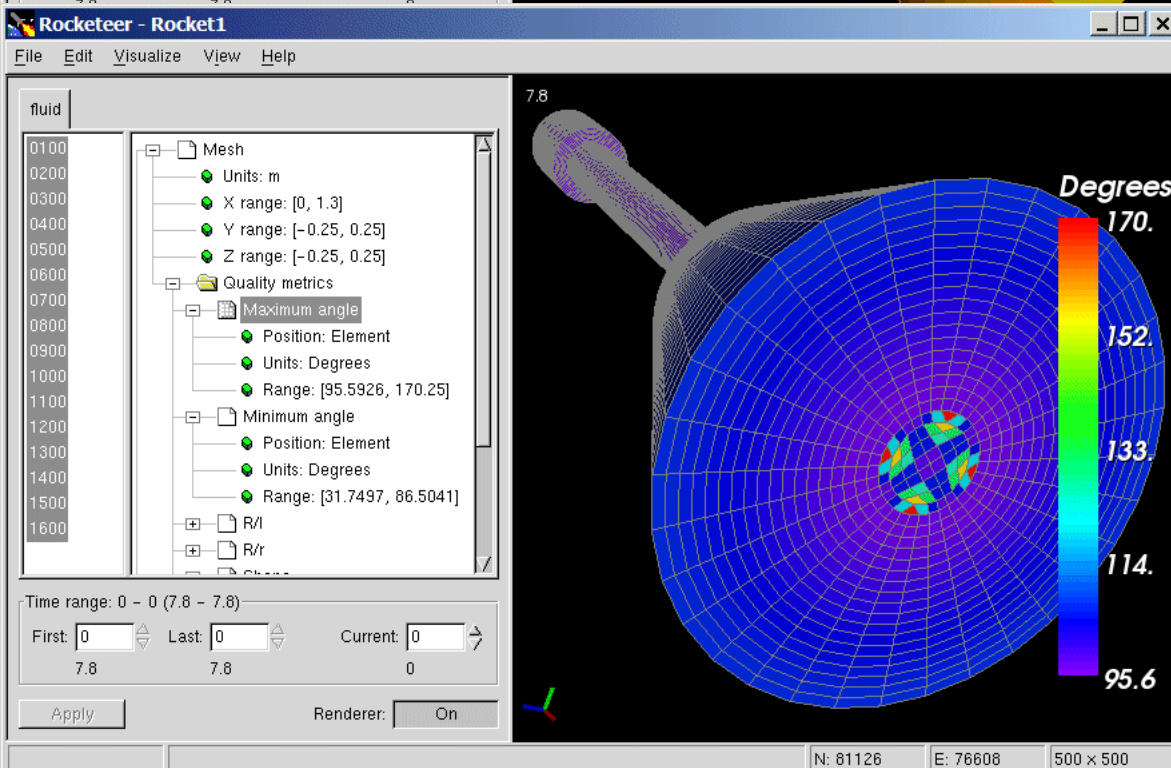 Rocketeer - Rocket1
File Edit Visualize View Help
fluid
0100
0200
0300
0400
0500
0600
0700
0800
0900
1000
1100
1200
1300
1400
1500
1600
Mesh
Units: m
X range: [0, 1.3]
Y range: [-0.25, 0.25]
Z range: [-0.25, 0.25]
Quality metrics
Maximum angle
Position: Element
Units: Degrees
Range: [95.5926, 170.25]
Minimum angle
Position: Element
Units: Degrees
Range: [31.7497, 86.5041]
R/l
R/r
Time range: 0 - 0 (7.8 - 7.8)
First: 0 Last: 0 Current: 0
7.8 7.8 0
Apply Renderer: On
7.8
Degrees
170.
152.
133.
114.
95.6
N: 81126 E: 76608 500 × 500